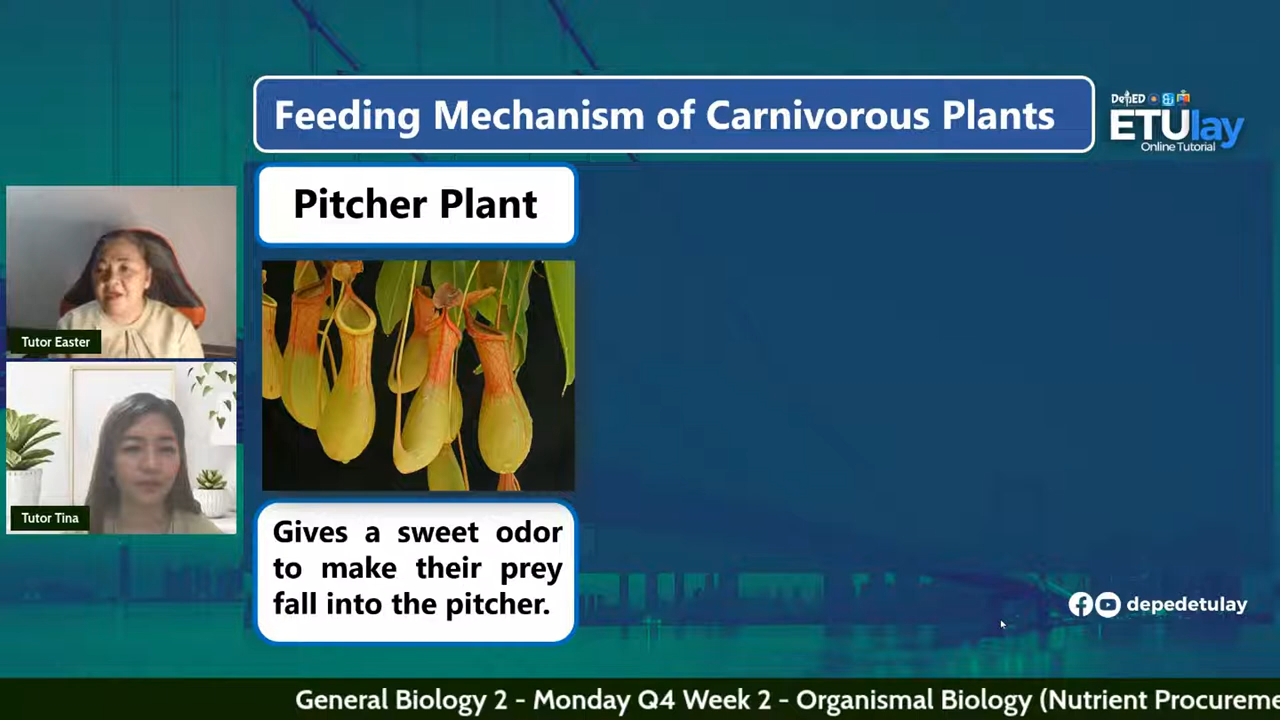 Feeding Mechanism of Carnivorous Plants
DepED
ETUlay
Online Tutorial
Pitcher Plant
Tutor Easter
Tutor Tina
Gives a sweet odor
to make their prey
fall into the pitcher.
depedetulay
General Biology 2 - Monday Q4 Week 2 - Organismal Biology (Nutrient Procureme